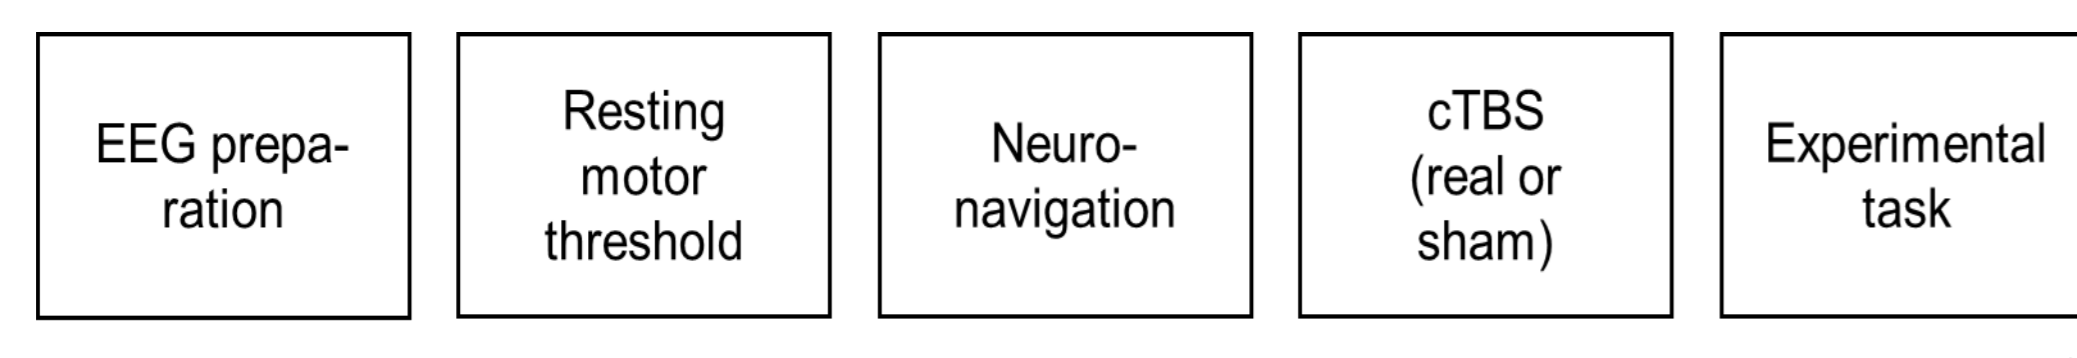 EEG prepa-
ration
Resting
motor
threshold
Neuro-
navigation
cTBS
(real or
sham)
Experimental
task